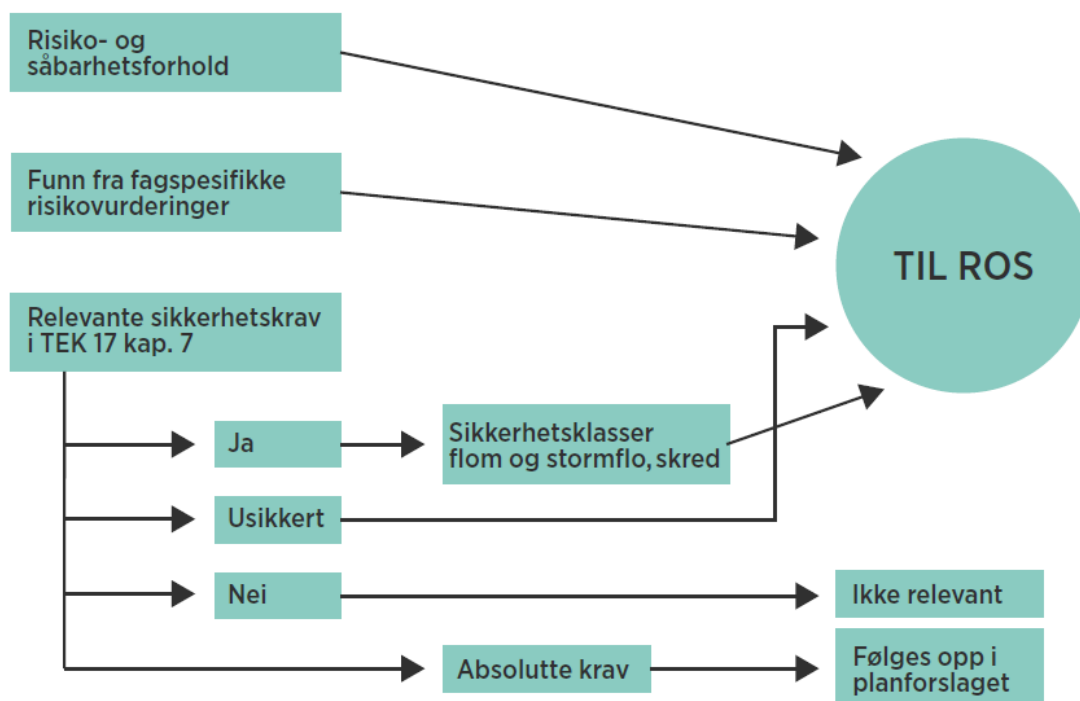 Risiko- og
såbarhetsforhold
Funn fra fagspesifikke
risikovurderinger
TIL ROS
Relevante sikkerhetskrav
i TEK 17 kap. 7
Ja
Sikkerhetsklasser
flom og stormflo, skred
Usikkert
Nei
Ikke relevant
Absolutte krav
Følges opp i
planforslaget